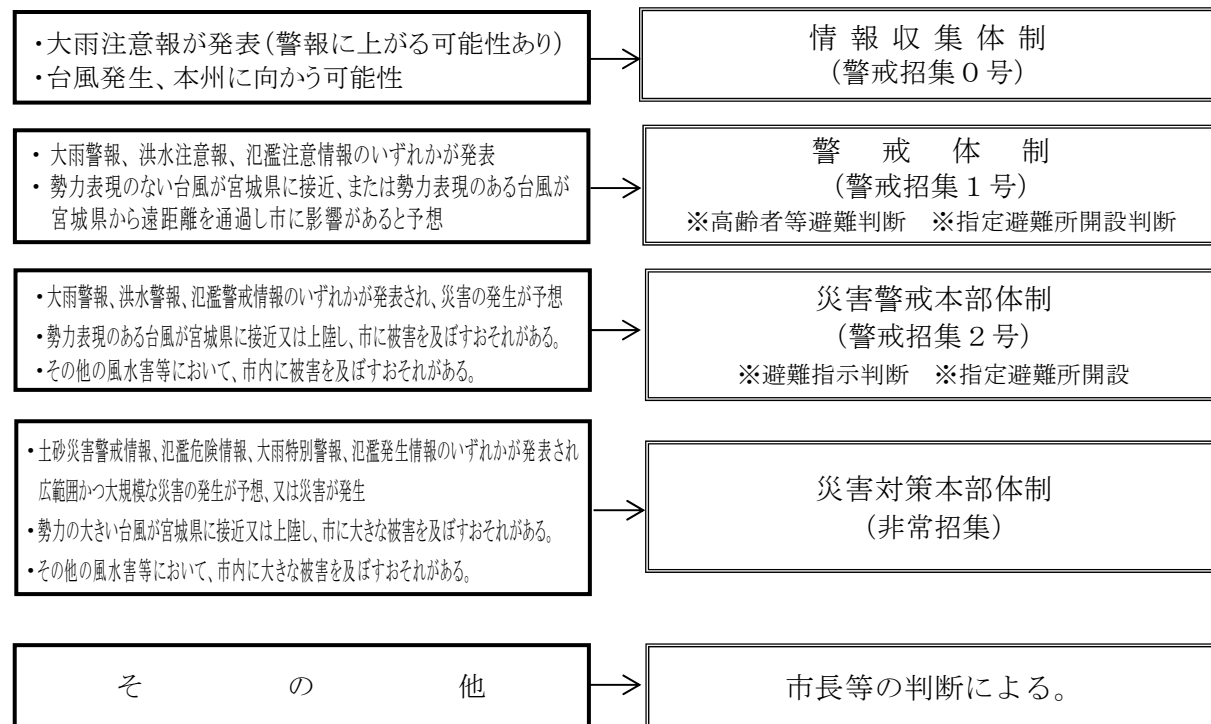 ・大雨注意報が発表（警報に上がる可能性あり）
・台風発生、本州に向かう可能性
情報収集体制
（警戒招集０号）
・大雨警報、洪水注意報、氾濫注意情報のいずれかが発表
・勢力表現のない台風が宮城県に接近、または勢力表現のある台風が
宮城県から遠距離を通過し市に影響があると予想
警戒体制
（警戒招集１号）
※高齢者等避難判断　※指定避難所開設判断
・大雨警報、洪水警報、氾濫警戒情報のいずれかが発表され、災害の発生が予想
・勢力表現のある台風が宮城県に接近又は上陸し、市に被害を及ぼすおそれがある。
・その他の風水害等において、市内に被害を及ぼすおそれがある。
災害警戒本部体制
（警戒招集２号）
※避難指示判断　※指定避難所開設
・土砂災害警戒情報、氾濫危険情報、大雨特別警報、氾濫発生情報のいずれかが発表され
広範囲かつ大規模な災害の発生が予想、又は災害が発生
・勢力の大きい台風が宮城県に接近又は上陸し、市に大きな被害を及ぼすおそれがある。
・その他の風水害等において、市内に大きな被害を及ぼすおそれがある。
災害対策本部体制
（非常招集）
その他
市長等の判断による。